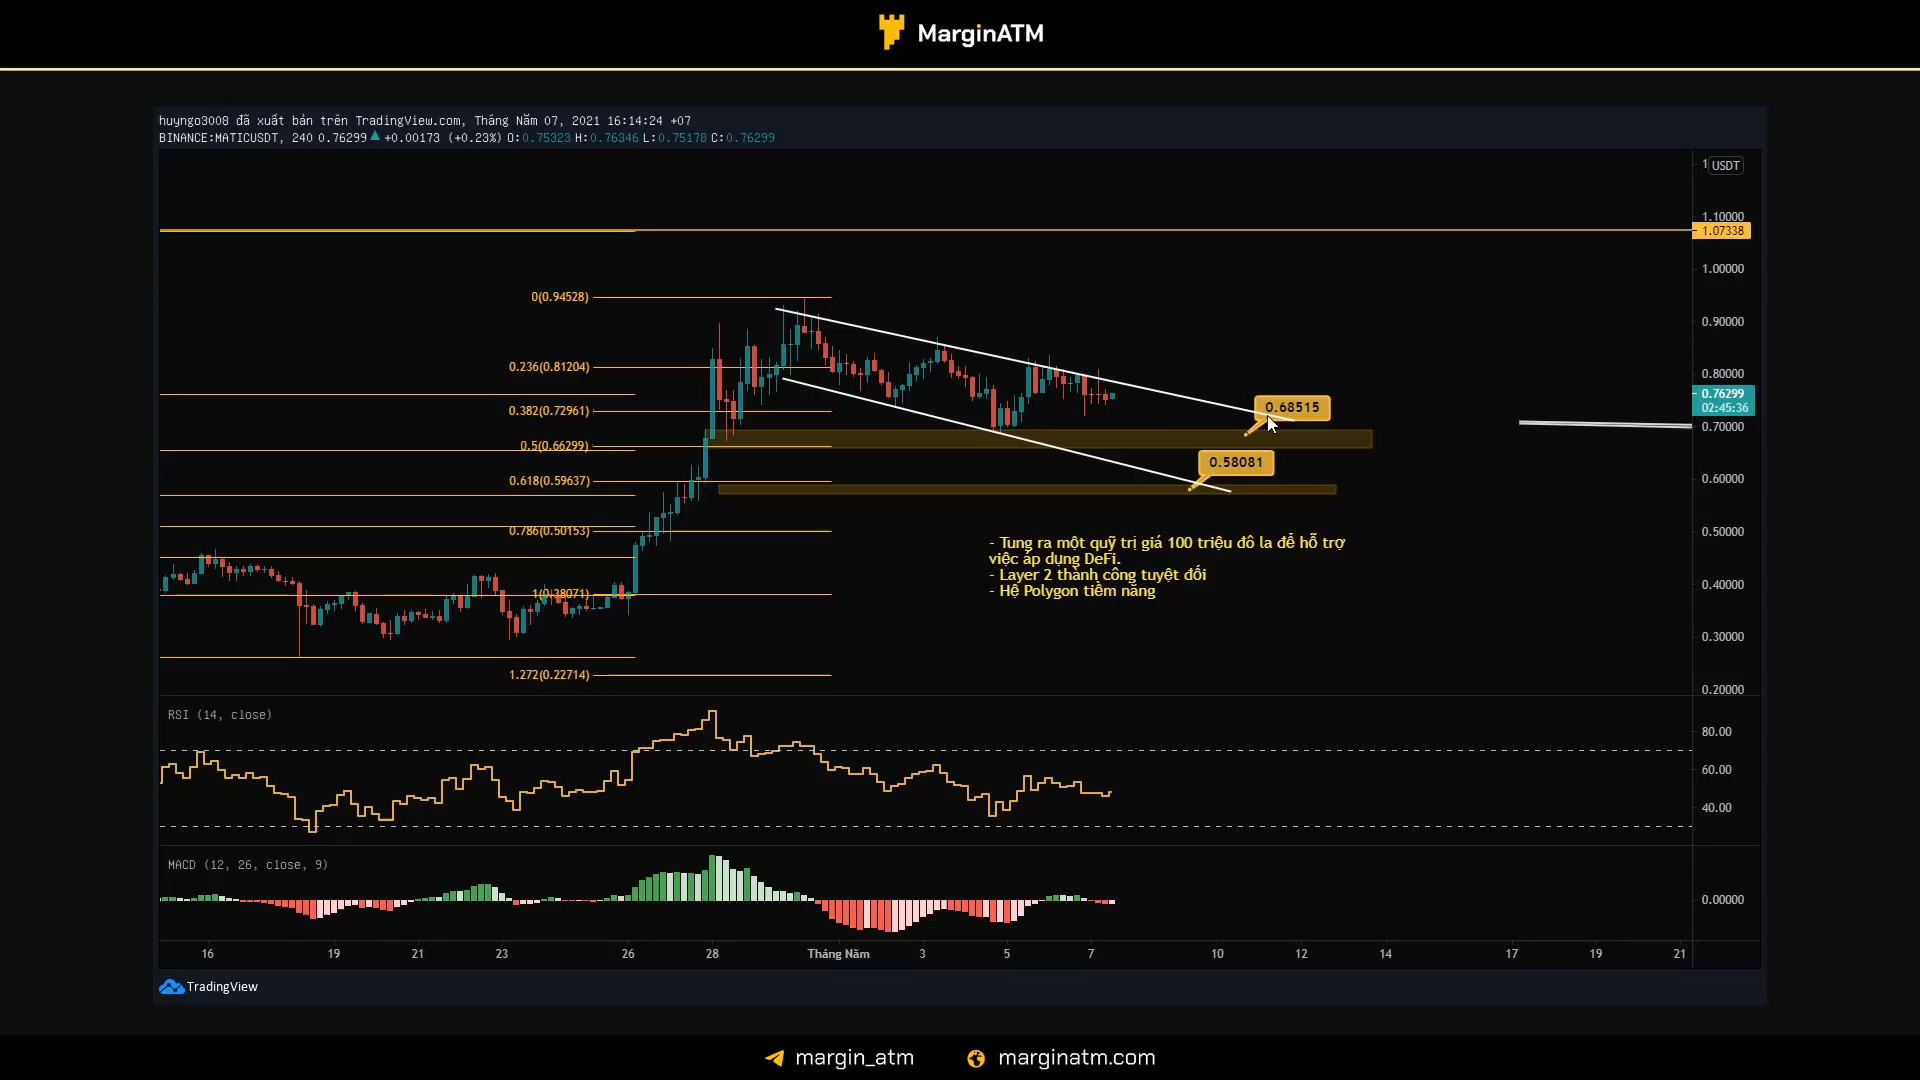 MarginATM
huyngo3008 đã xuất bản trên TradingView.com, Tháng Năm 07, 2021 16:14:24 +07
BINANCE:MATICUSDT, 240 0.76299 ▲ +0.00173 (+0.23%) O:0.75323 H:0.76346 L:0.75178 C:0.76299
1
USDT
1.10000
1.07338
1.00000
0(0.94528)
0.90000
0.236(0.81204)
0.80000
0.76299
02:45:36
0.382(0.72961)
0.68515
0.70000
0.5(0.66299)
0.58081
0.618(0.59637)
0.60000
0.786(0.50153)
0.50000
- Tung ra một quỹ trị giá 100 triệu đô la để hỗ trợ
việc áp dụng DeFi.
- Layer 2 thành công tuyệt đối
- Hệ Polygon tiềm năng
0.40000
1(0.38071)
0.30000
1.272(0.22714)
0.20000
RSI (14, close)
80.00
60.00
40.00
MACD (12, 26, close, 9)
0.00000
16 19 21 23 26 28 Tháng Năm 3 5 7 10 12 14 17 19 21
TradingView
margin_atm marginatm.com